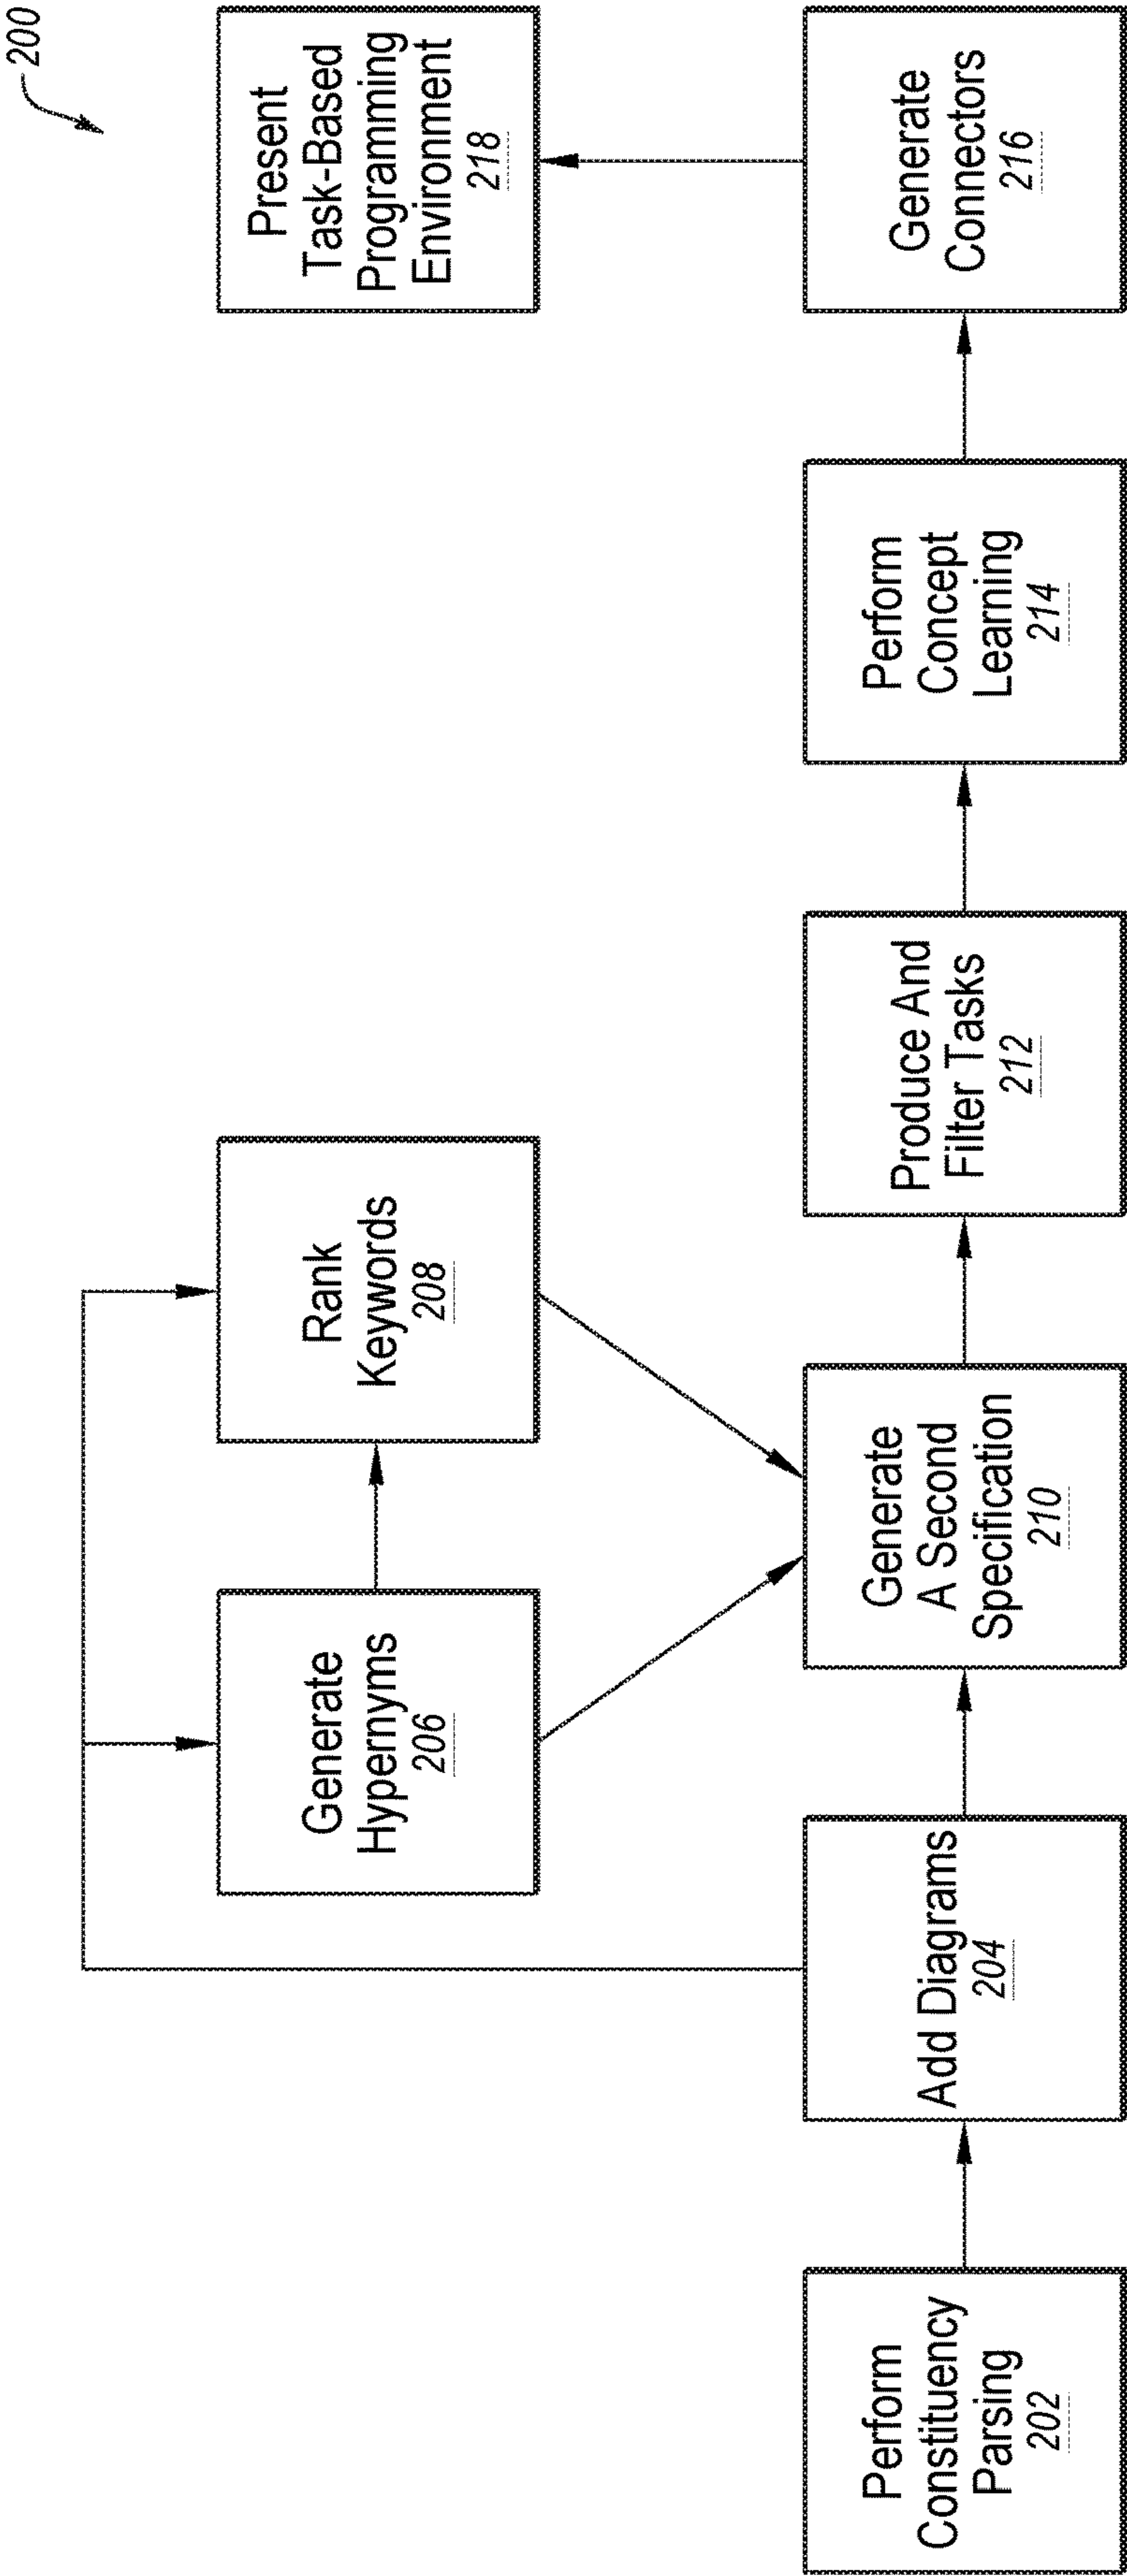 200
Present
Task-Based
Programming
Environment
218
Rank
Keywords
208
Generate
Hypernyms
206
Perform
Constituency
Parsing
202
Add Diagrams
204
Generate
A Second
Specification
210
Produce And
Filter Tasks
212
Perform
Concept
Learning
214
Generate
Connectors
216